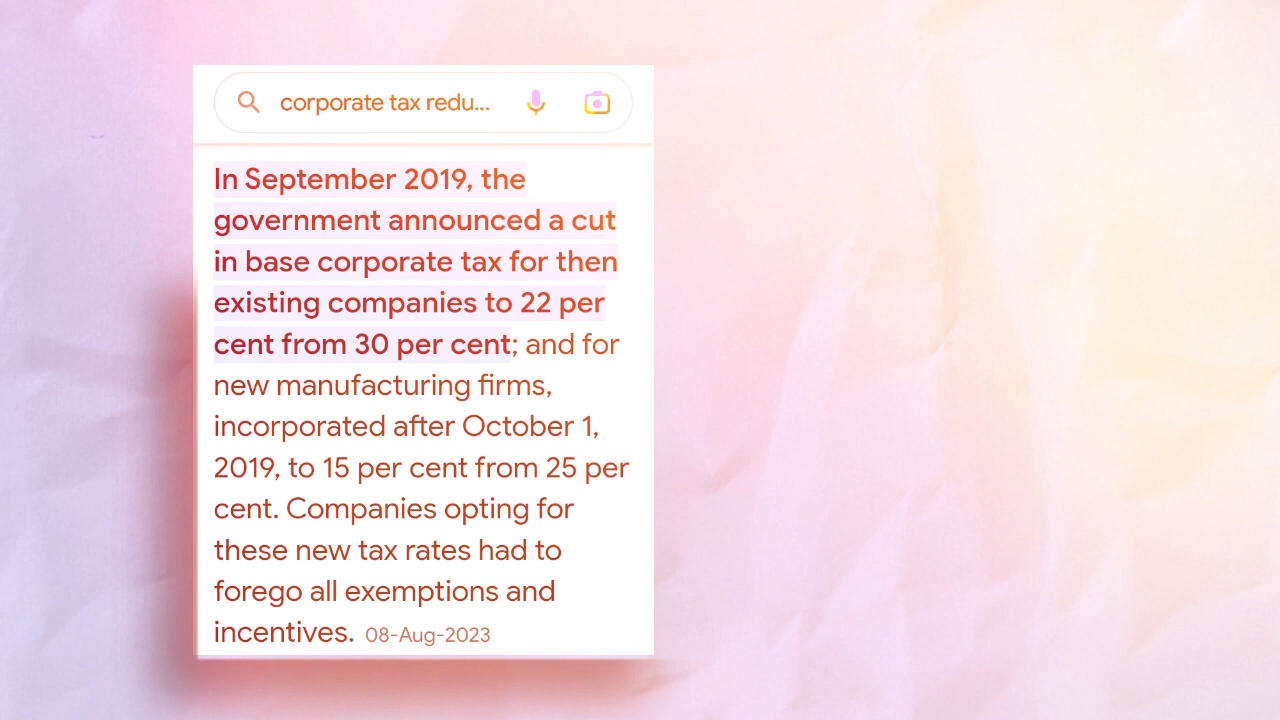 corporate tax redu...
In September 2019, the
government announced a cut
in base corporate tax for then
existing companies to 22 per
cent from 30 per cent; and for
new manufacturing firms,
incorporated after October 1,
2019, to 15 per cent from 25 per
cent. Companies opting for
these new tax rates had to
forego all exemptions and
incentives. 08-Aug-2023